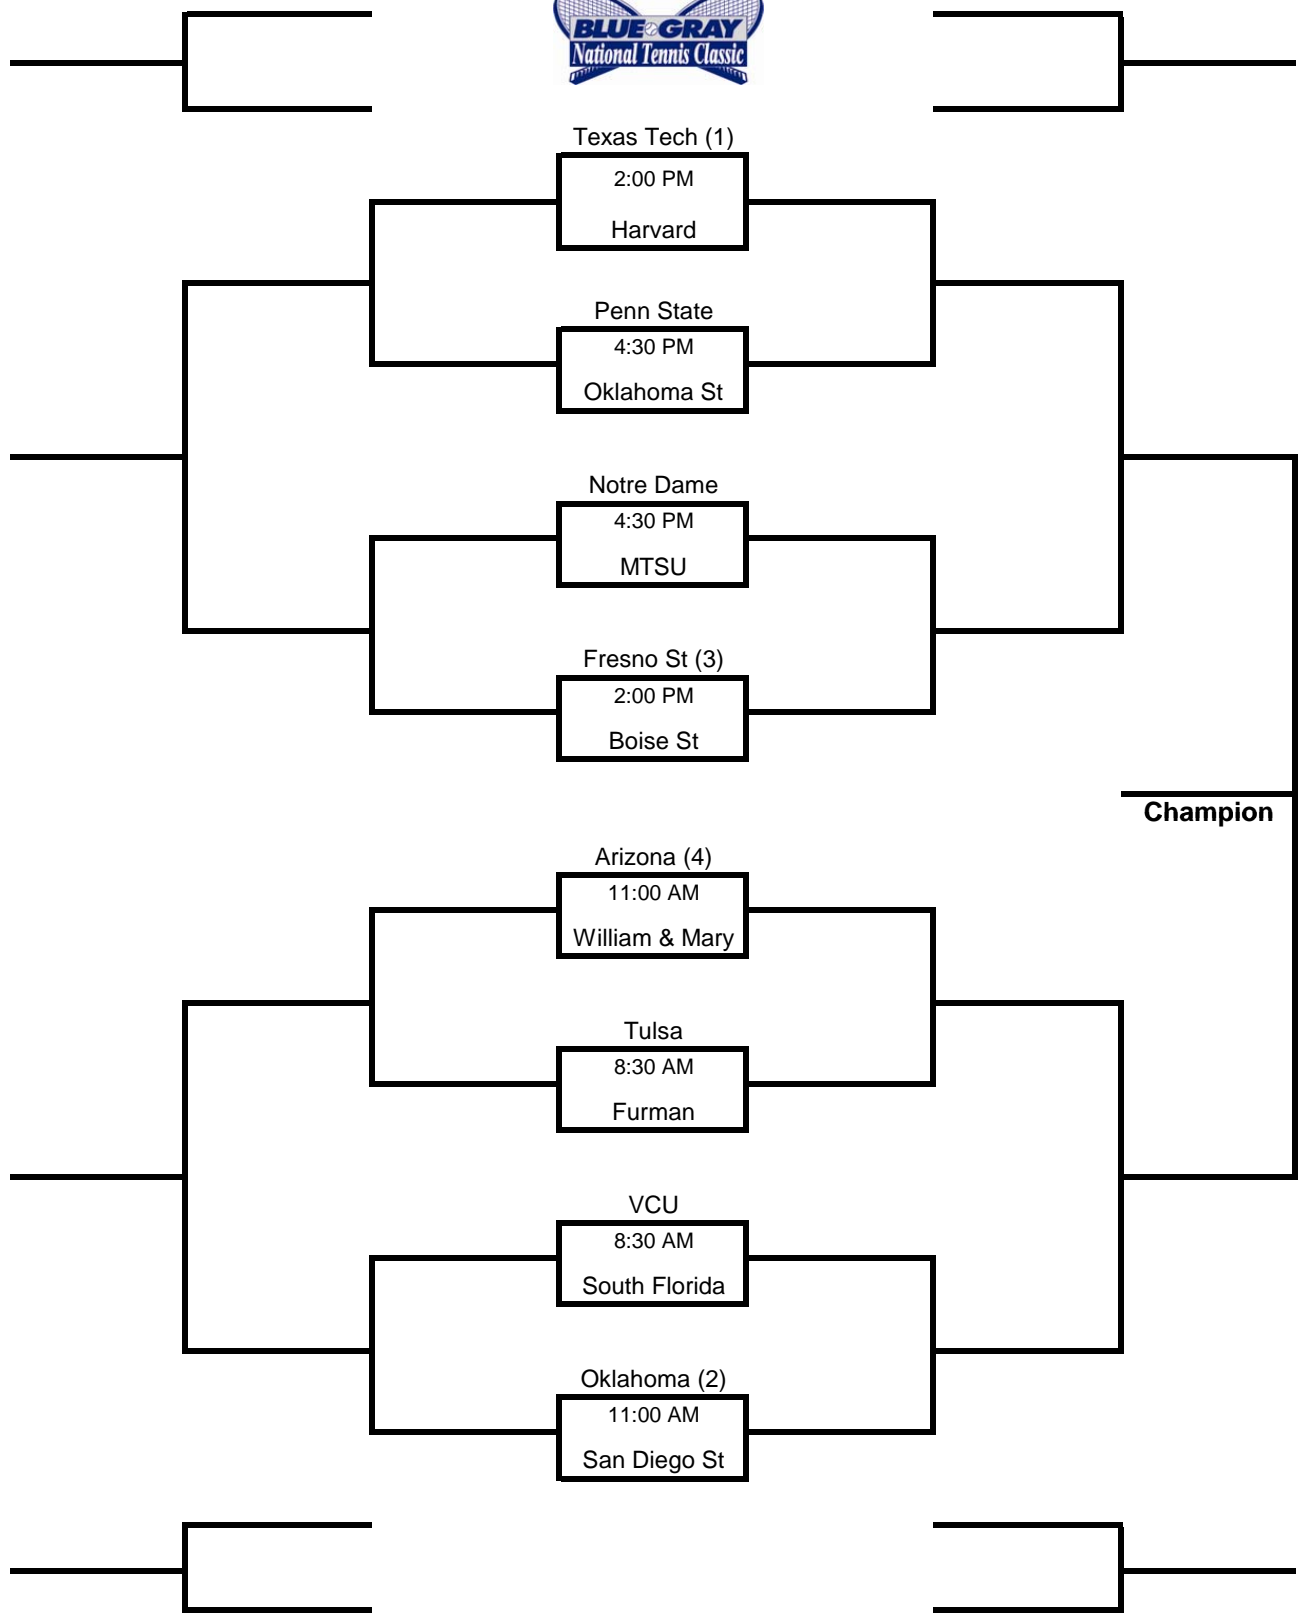 BLUE GRAY
National Tennis Classic
Texas Tech (1)
2:00 PM
Harvard
Penn State
4:30 PM
Oklahoma St
Notre Dame
4:30 PM
MTSU
Fresno St (3)
2:00 PM
Boise St
Champion
Arizona (4)
11:00 AM
William & Mary
Tulsa
8:30 AM
Furman
VCU
8:30 AM
South Florida
Oklahoma (2)
11:00 AM
San Diego St